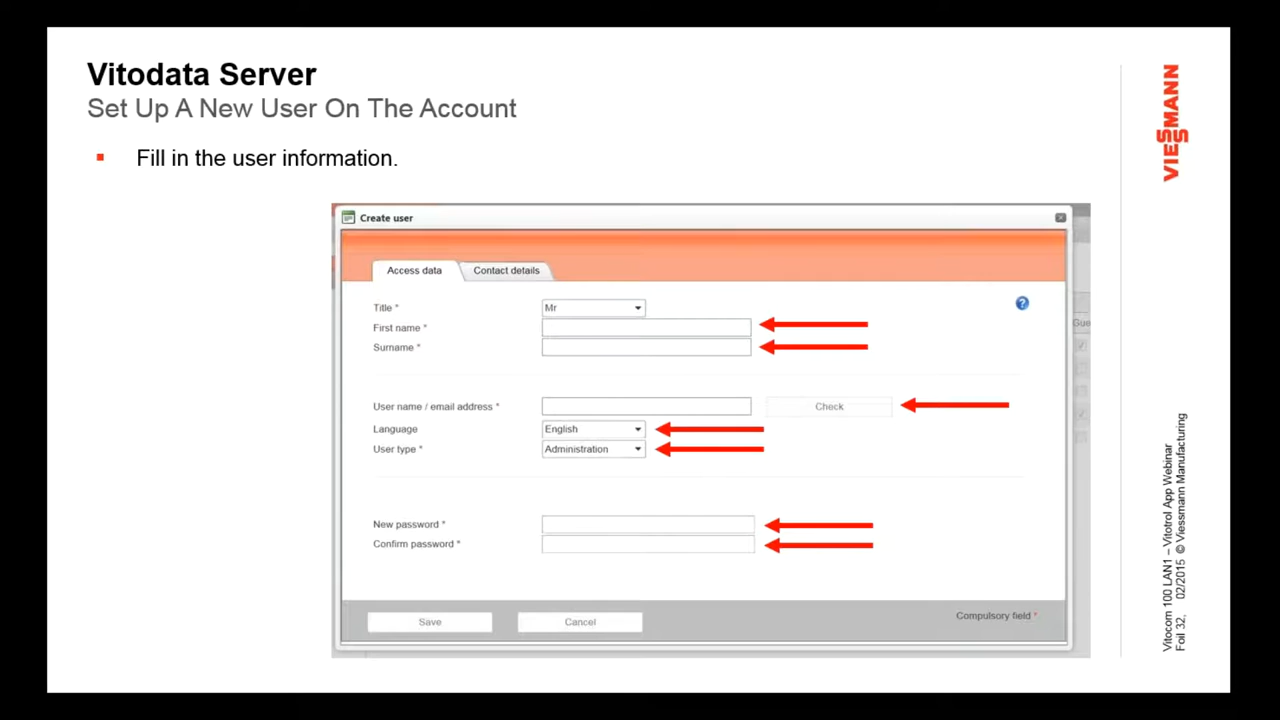 Vitodata Server
Set Up A New User On The Account
Fill in the user information.
VIESSMANN
Create user
Access data
Contact details
Title *
Mr
First name *
Surname *
Gue
User name / email address *
Check
Language
English
User type *
Administration
New password *
Confirm password *
Save
Cancel
Compulsory field *
Vitocom 100 LAN1 – Vitotrol App Webinar
Foil 32, 02/2015 © Viessmann Manufacturing